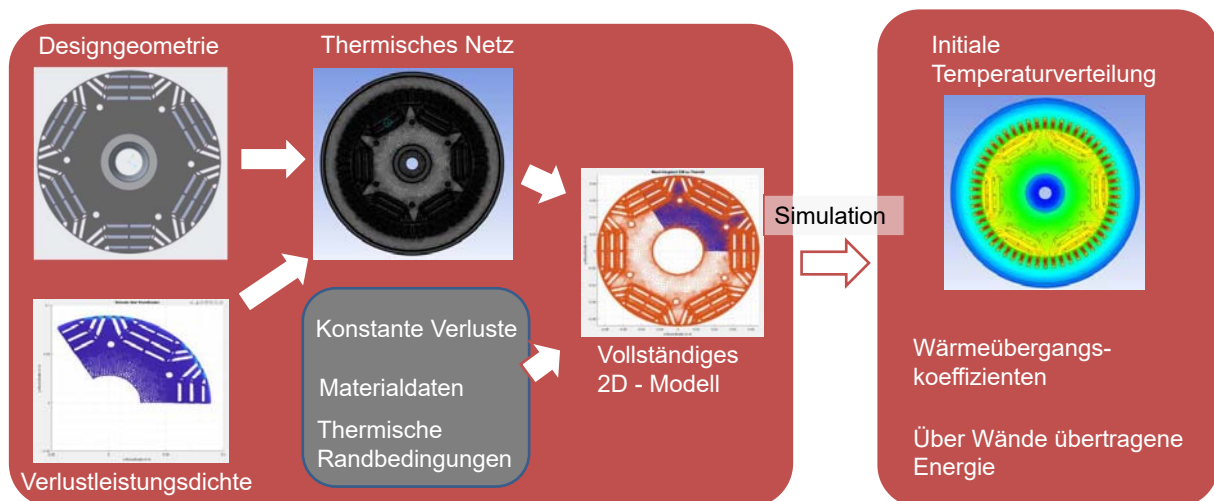 Designgeometrie
Thermisches Netz
Initiale
Temperaturverteilung
Simulation
Konstante Verluste
Materialdaten
Thermische
Randbedingungen
Vollständiges
2D - Modell
Wärmeübergangs-
koeffizienten
Über Wände übertragene
Energie
Verlustleistungsdichte